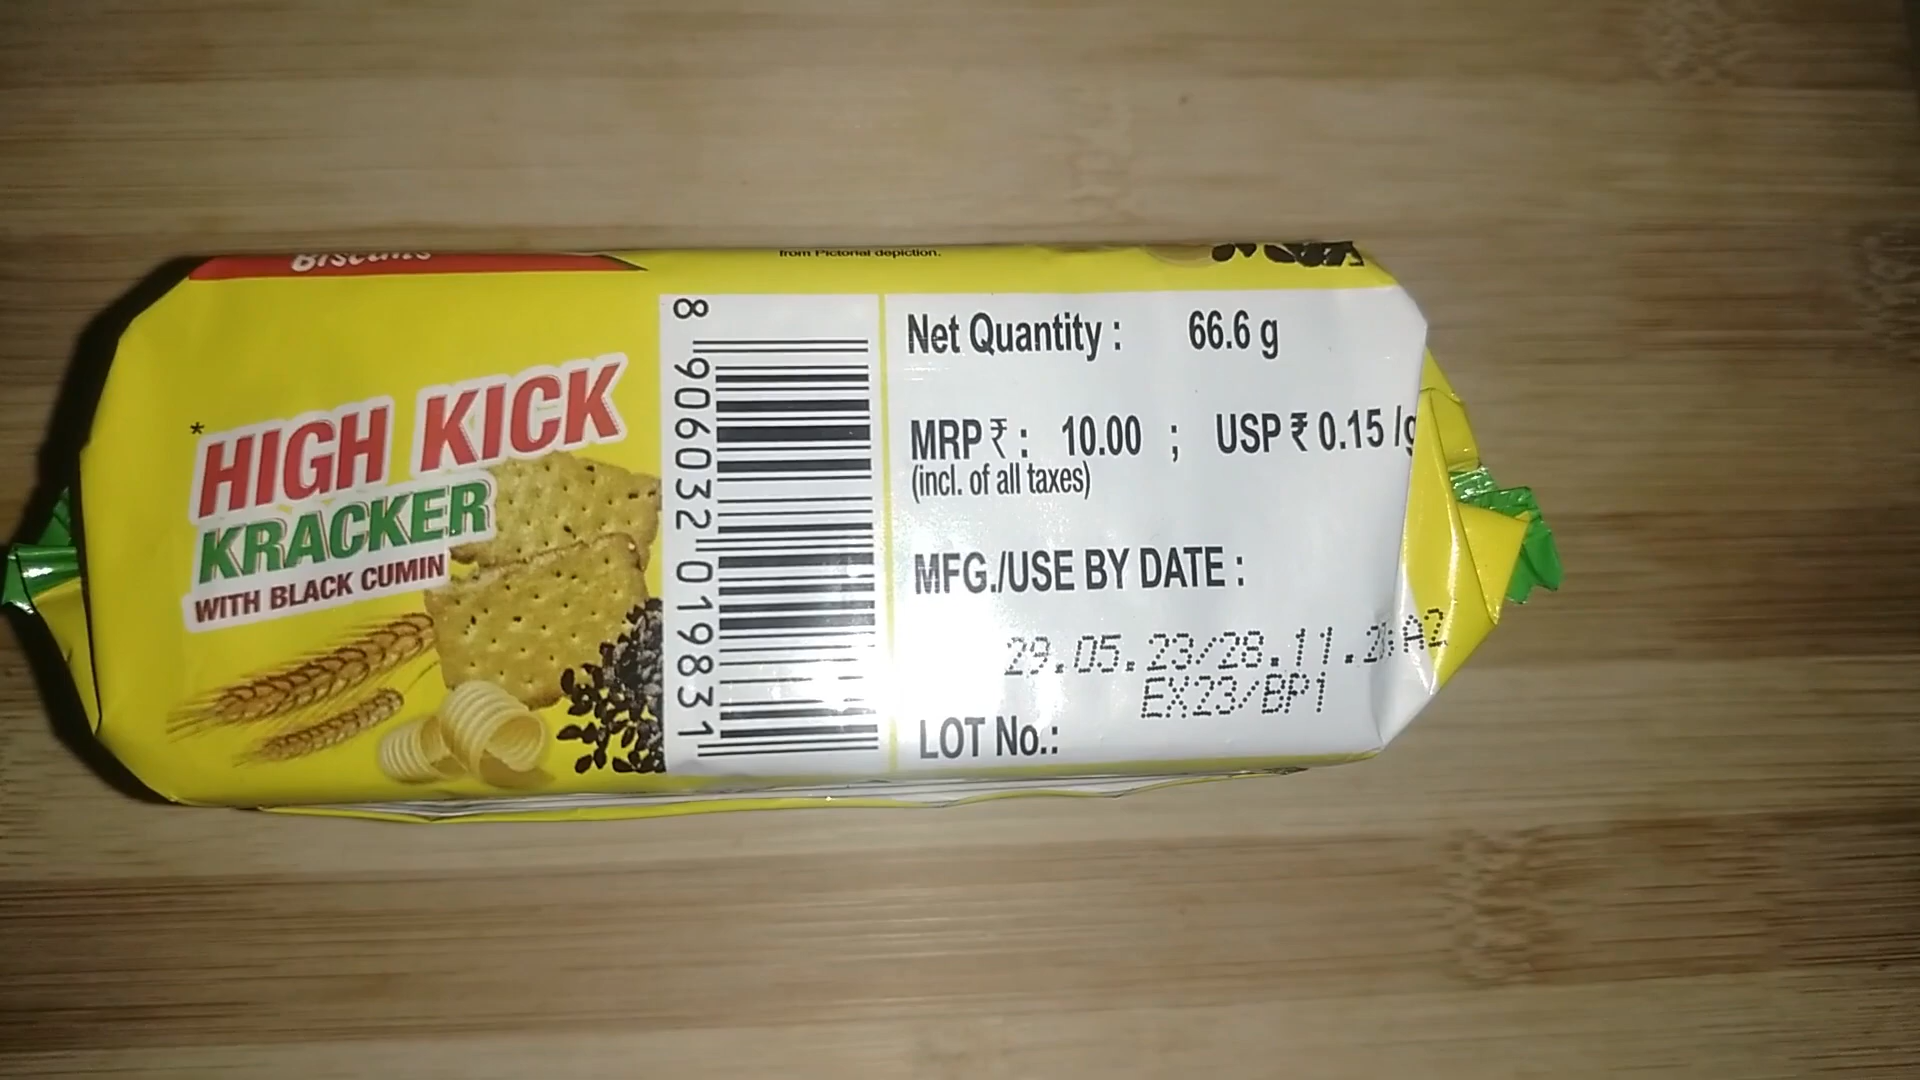 Biscuits
from Pictorial depiction.
*HIGH KICK
KRACKER
WITH BLACK CUMIN
8 906032 019831
Net Quantity : 66.6 g
MRP ₹ : 10.00 ; USP ₹ 0.15 /g
(incl. of all taxes)
MFG./USE BY DATE :
29.05.23/28.11. A2
EX23/BP1
LOT No.: